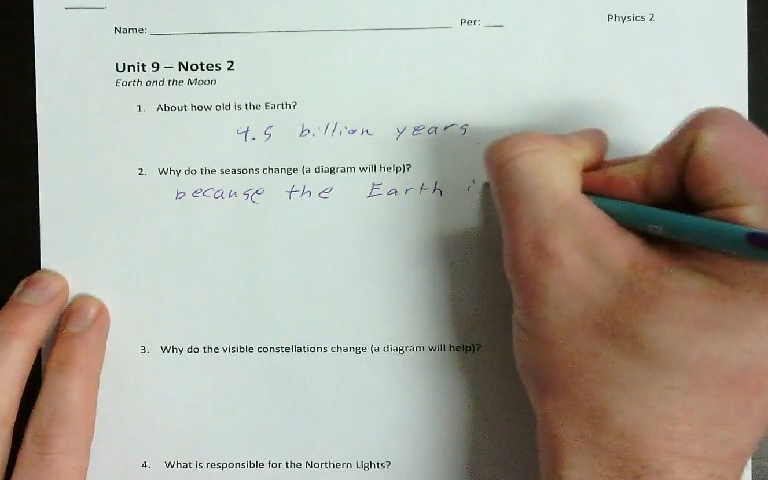 Name: Per: Physics 2
Unit 9 – Notes 2
Earth and the Moon
1. About how old is the Earth?
4.5 billion years
2. Why do the seasons change (a diagram will help)?
because the Earth i
3. Why do the visible constellations change (a diagram will help)?
4. What is responsible for the Northern Lights?